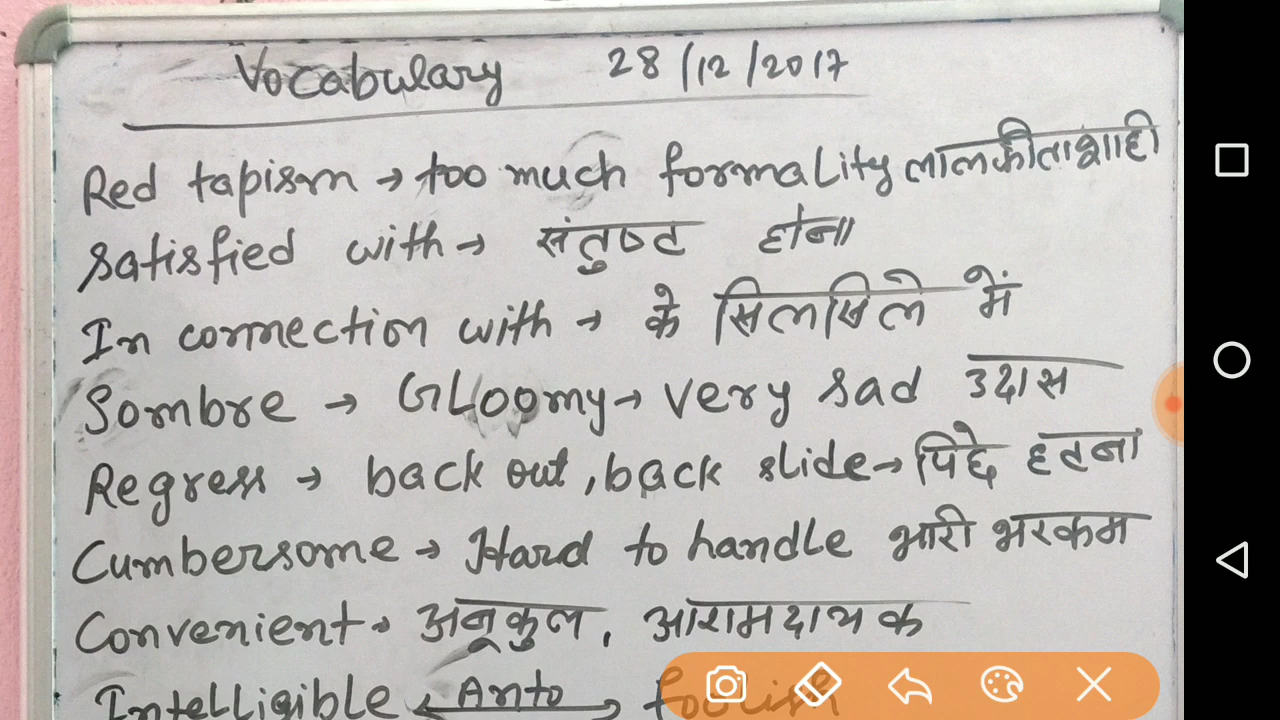 Vocabulary 28/12/2017
Red tapism → too much formality लालफीताशाही
satisfied with → संतुष्ट होना
In connection with → के सिलसिले में
Sombre → GLoomy → very sad उदास
Regress → back out, back slide → पिछे हटना
Cumbersome → Hard to handle भारी भरकम
Convenient → अनूकुल, आरामदायक
Intelligible ← Anto → foolish